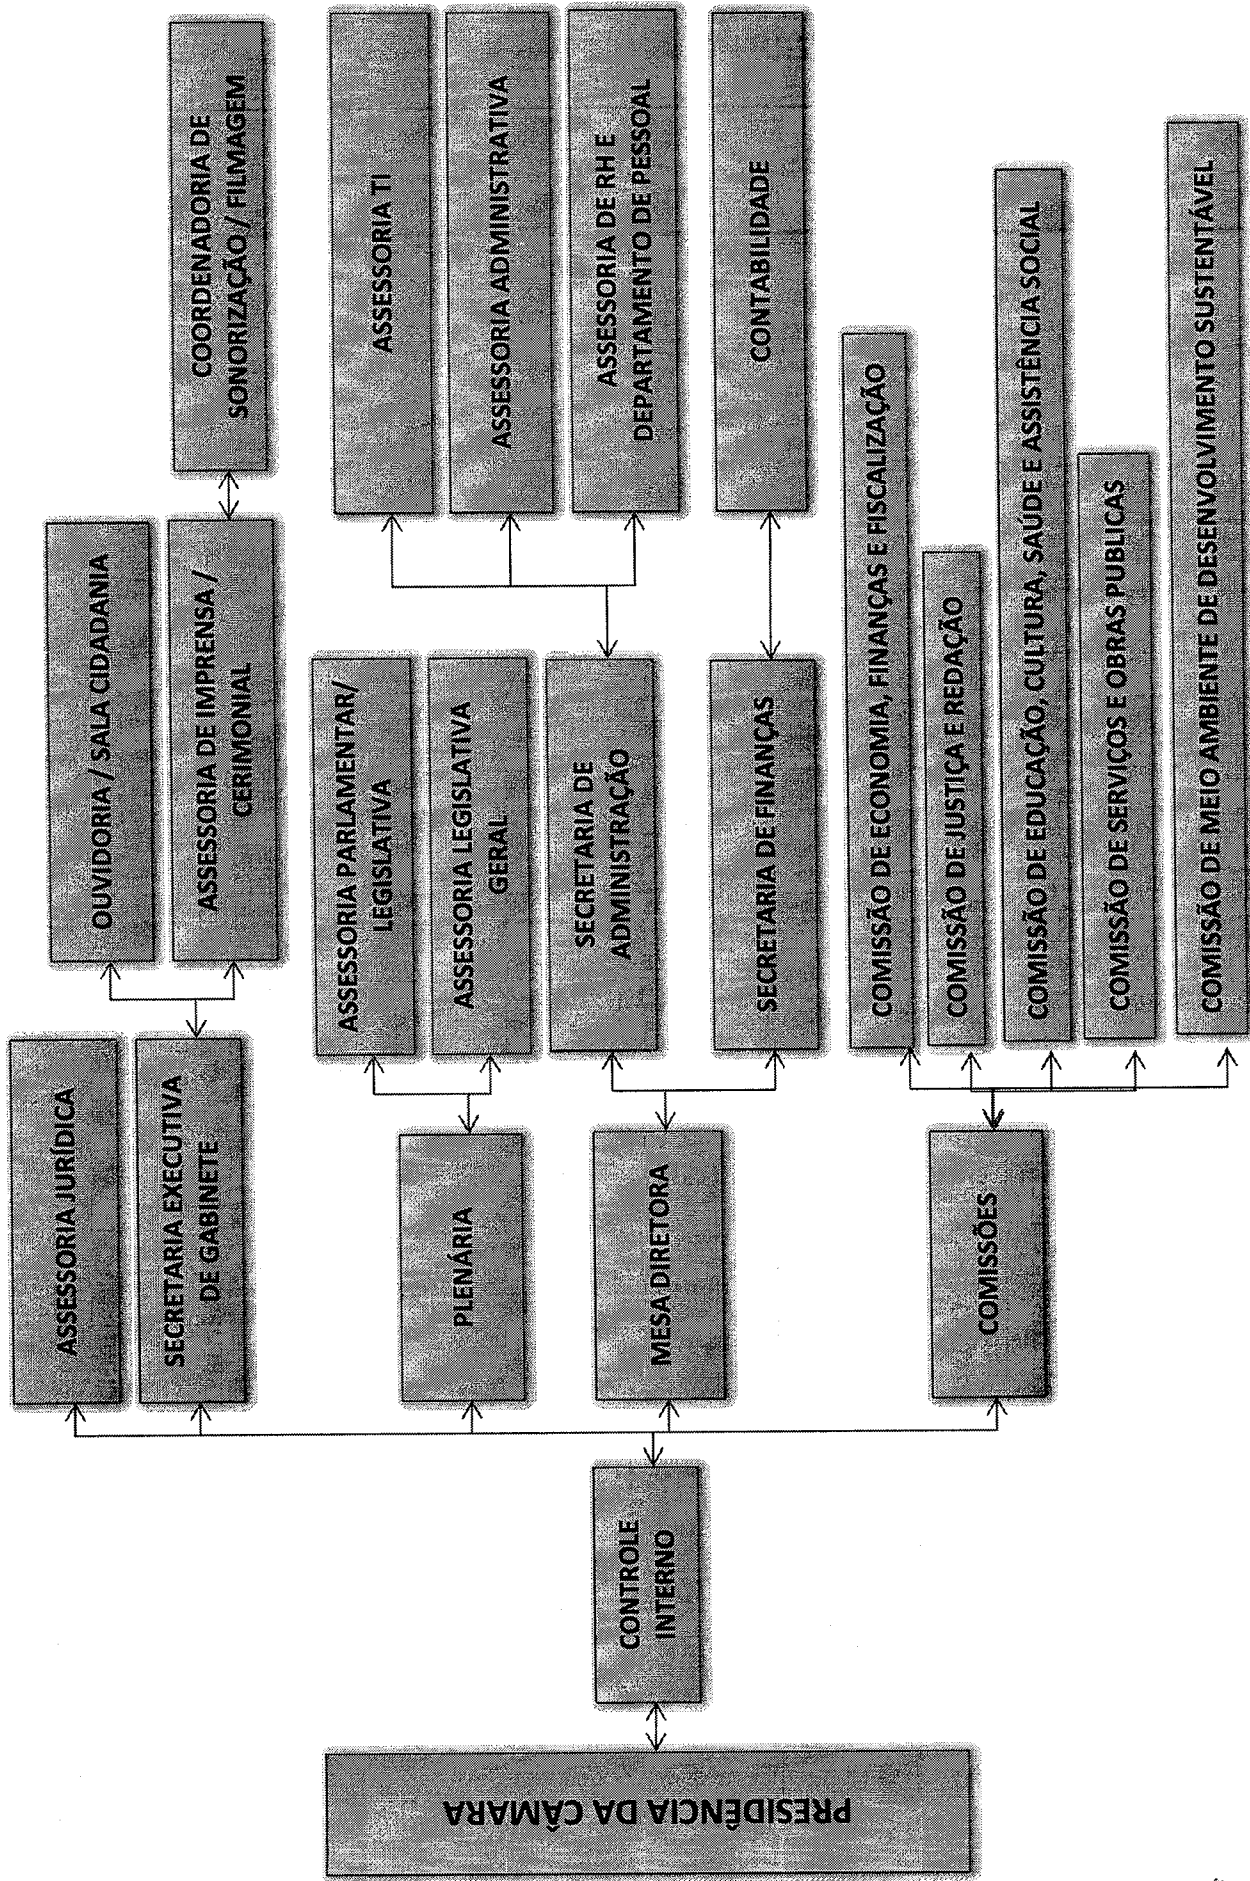 PRESIDÊNCIA DA CÂMARA
CONTROLE
INTERNO
ASSESSORIA JURÍDICA
SECRETARIA EXECUTIVA
DE GABINETE
PLENÁRIA
MESA DIRETORA
COMISSÕES
OUVIDORIA / SALA CIDADANIA
ASSESSORIA DE IMPRENSA /
CERIMONIAL
COORDENADORIA DE
SONORIZAÇÃO / FILMAGEM
ASSESSORIA PARLAMENTAR/
LEGISLATIVA
ASSESSORIA LEGISLATIVA
GERAL
SECRETARIA DE
ADMINISTRAÇÃO
SECRETARIA DE FINANÇAS
ASSESSORIA TI
ASSESSORIA ADMINISTRATIVA
ASSESSORIA DE RH E
DEPARTAMENTO DE PESSOAL
CONTABILIDADE
COMISSÃO DE ECONOMIA, FINANÇAS E FISCALIZAÇÃO
COMISSÃO DE JUSTIÇA E REDAÇÃO
COMISSÃO DE EDUCAÇÃO, CULTURA, SAÚDE E ASSISTÊNCIA SOCIAL
COMISSÃO DE SERVIÇOS E OBRAS PUBLICAS
COMISSÃO DE MEIO AMBIENTE DE DESENVOLVIMENTO SUSTENTÁVEL